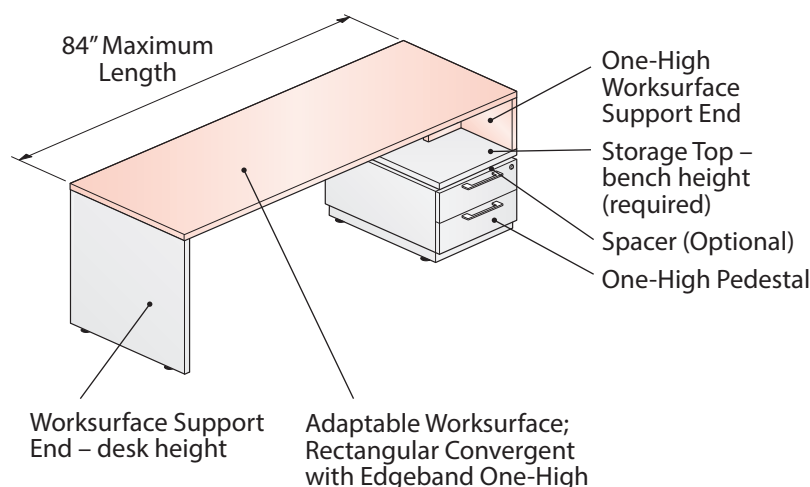 84” Maximum
Length
One-High
Worksurface
Support End
Storage Top –
bench height
(required)
Spacer (Optional)
One-High Pedestal
Worksurface Support
End – desk height
Adaptable Worksurface;
Rectangular Convergent
with Edgeband One-High